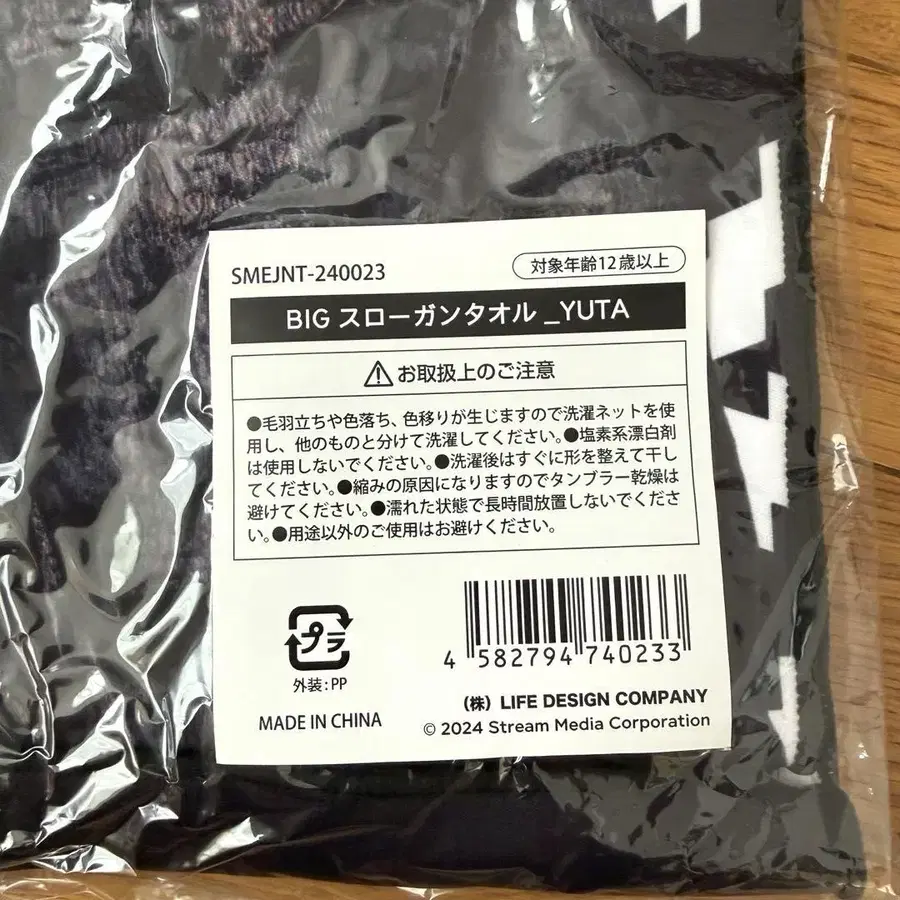 SMEJNT-240023
対象年齢12歳以上
BIG スローガンタオル _YUTA
⚠お取扱上のご注意
●毛羽立ちや色落ち、色移りが生じますので洗濯ネットを使
用し、他のものと分けて洗濯してください。●塩素系漂白剤
は使用しないでください。●洗濯後はすぐに形を整えて干し
てください。●縮みの原因になりますのでタンブラー乾燥は
避けてください。●濡れた状態で長時間放置しないでくださ
い。●用途以外のご使用はお避けください。
プラ
外装:PP
MADE IN CHINA
4 582794 740233
(株) LIFE DESIGN COMPANY
© 2024 Stream Media Corporation